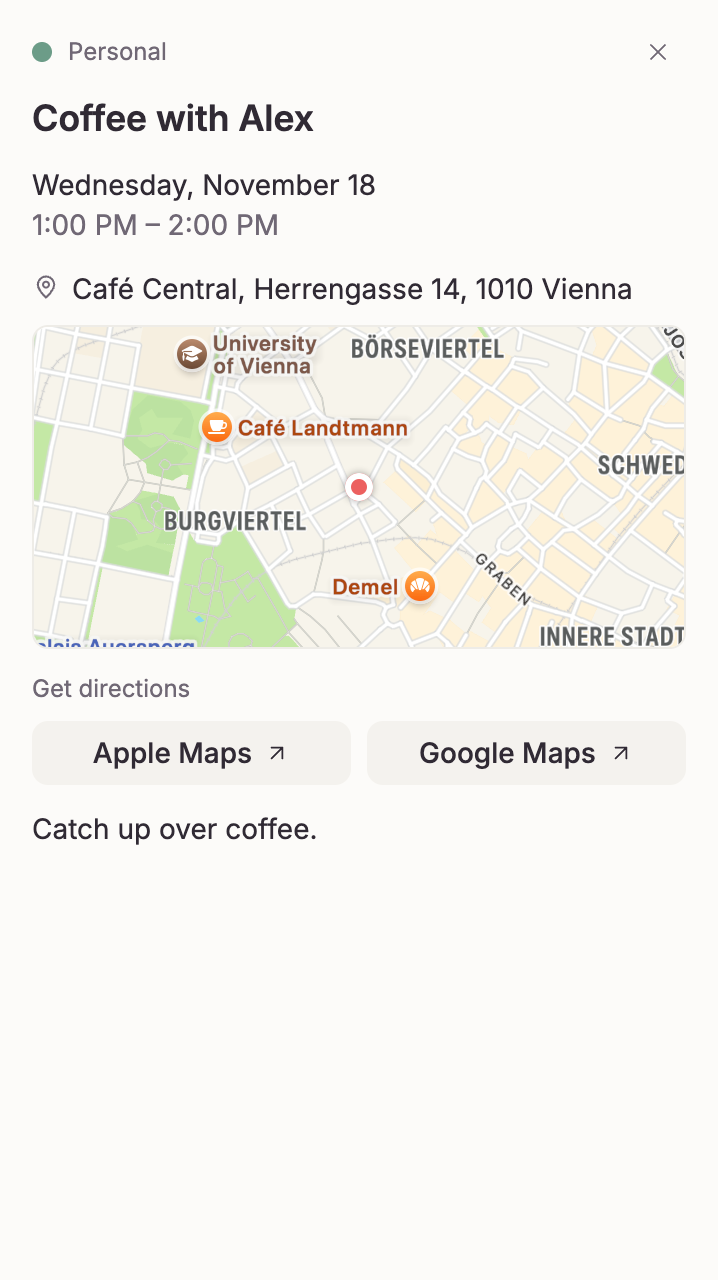 Personal
Coffee with Alex
Wednesday, November 18
1:00 PM – 2:00 PM
Café Central, Herrengasse 14, 1010 Vienna
University
of Vienna
BÖRSEVIERTEL
Café Landtmann
SCHWED
BURGVIERTEL
GRABEN
Demel
INNERE STADT
Auersperg
Get directions
Apple Maps
Google Maps
Catch up over coffee.